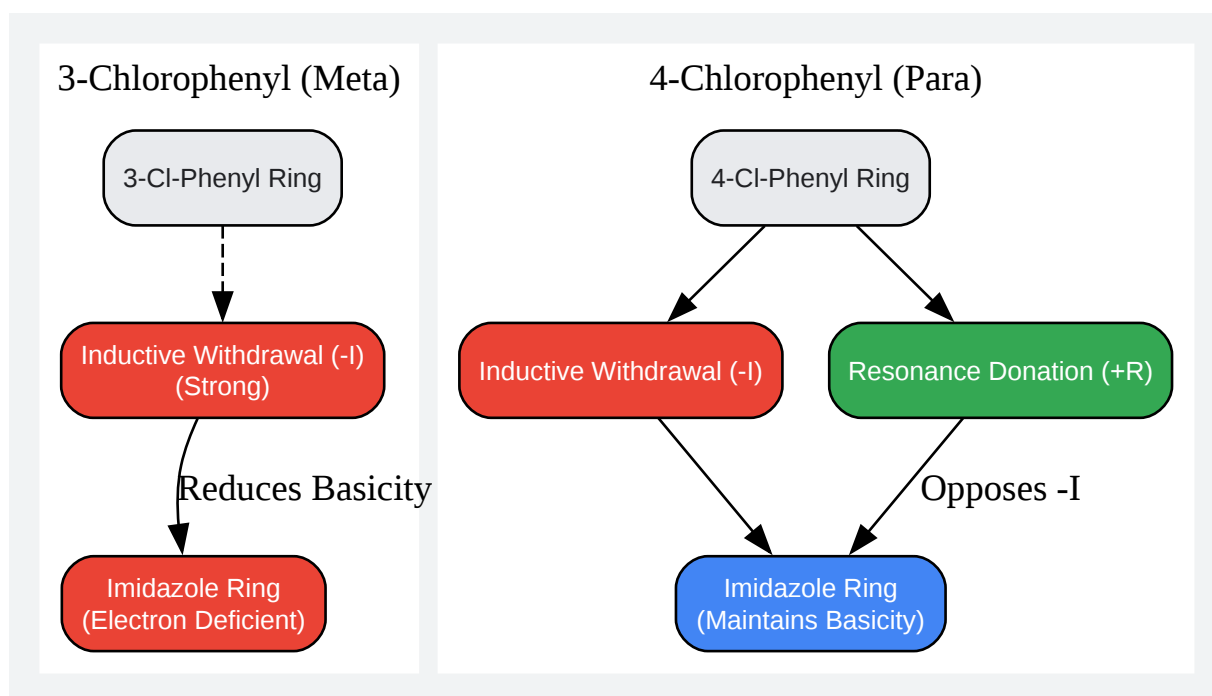 3-Chlorophenyl (Meta)
3-Cl-Phenyl Ring
Inductive Withdrawal (-I)
(Strong)
Reduces Basicity
Imidazole Ring
(Electron Deficient)
4-Chlorophenyl (Para)
4-Cl-Phenyl Ring
Inductive Withdrawal (-I)
Resonance Donation (+R)
Opposes -I
Imidazole Ring
(Maintains Basicity)